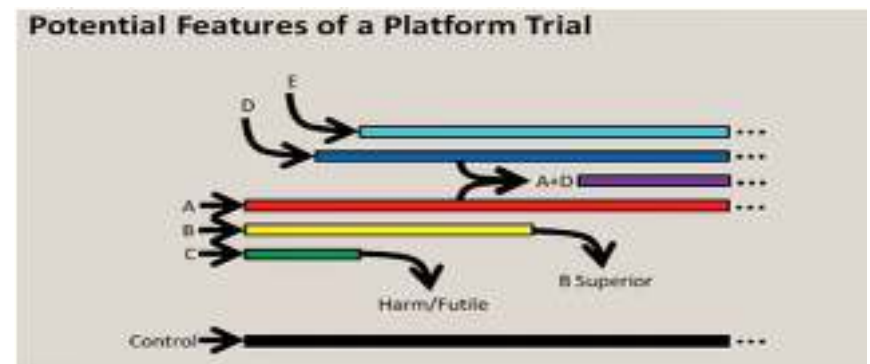 Potential Features of a Platform Trial
E
D
A+D
A
B
C
B Superior
Harm/Futile
Control